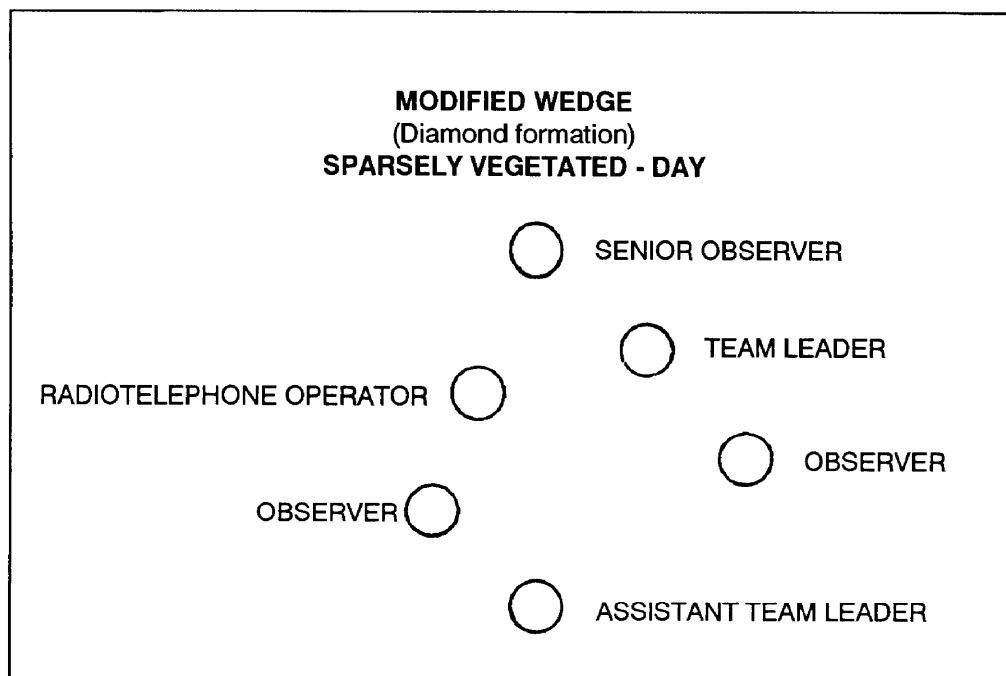 MODIFIED WEDGE
(Diamond formation)
SPARSELY VEGETATED - DAY
SENIOR OBSERVER
TEAM LEADER
RADIOTELEPHONE OPERATOR
OBSERVER
OBSERVER
ASSISTANT TEAM LEADER